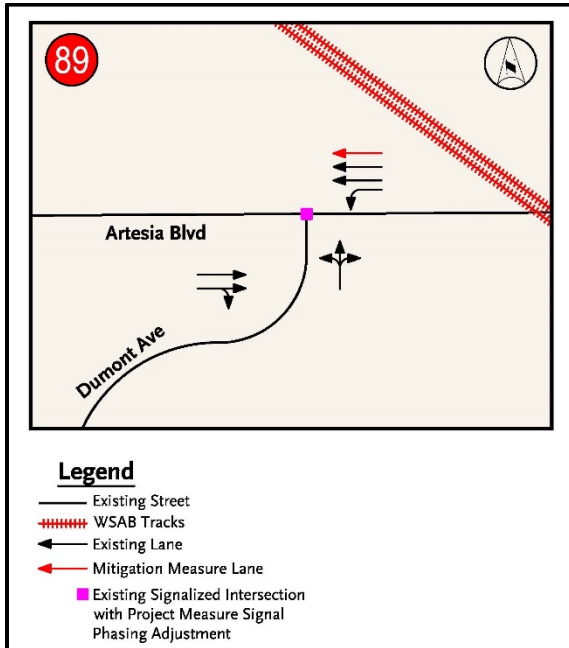 89
Artesia Blvd
Dumont Ave
Legend
Existing Street
WSAB Tracks
Existing Lane
Mitigation Measure Lane
Existing Signalized Intersection
with Project Measure Signal
Phasing Adjustment